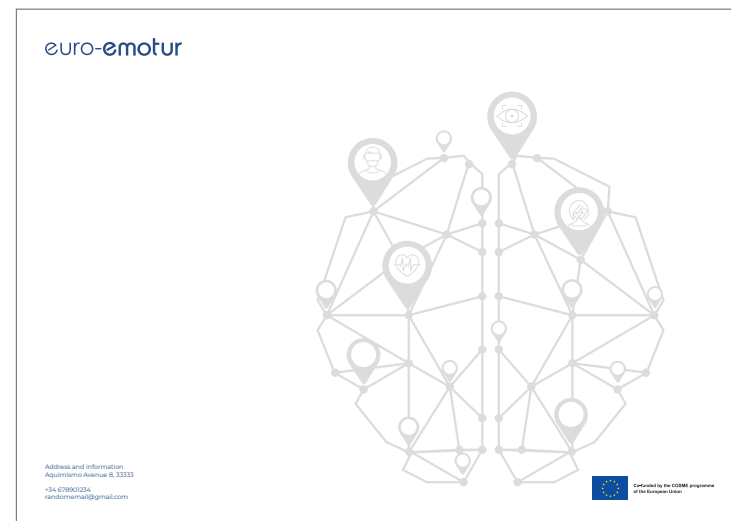 euro-emotur
Address and information
Aquimismo Avenue 8, 33333
+34 678901234
randomemail@gmail.com
Co-funded by the COSME programme
of the European Union